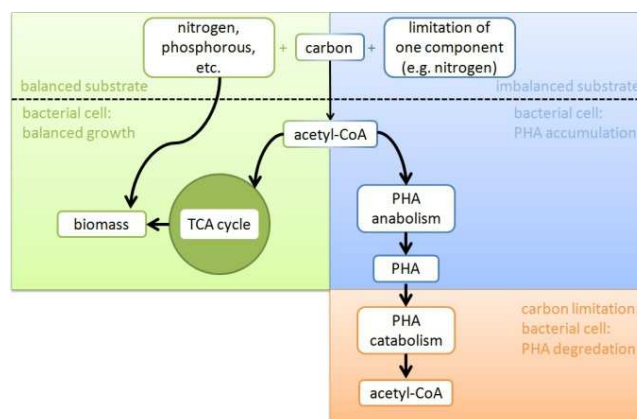 nitrogen,
phosphorous,
etc.
+
carbon
+
limitation of
one component
(e.g. nitrogen)
balanced substrate
imbalanced substrate
bacterial cell:
balanced growth
acetyl-CoA
bacterial cell:
PHA accumulation
PHA
anabolism
biomass
TCA cycle
PHA
PHA
catabolism
carbon limitation
bacterial cell:
PHA degredation
acetyl-CoA